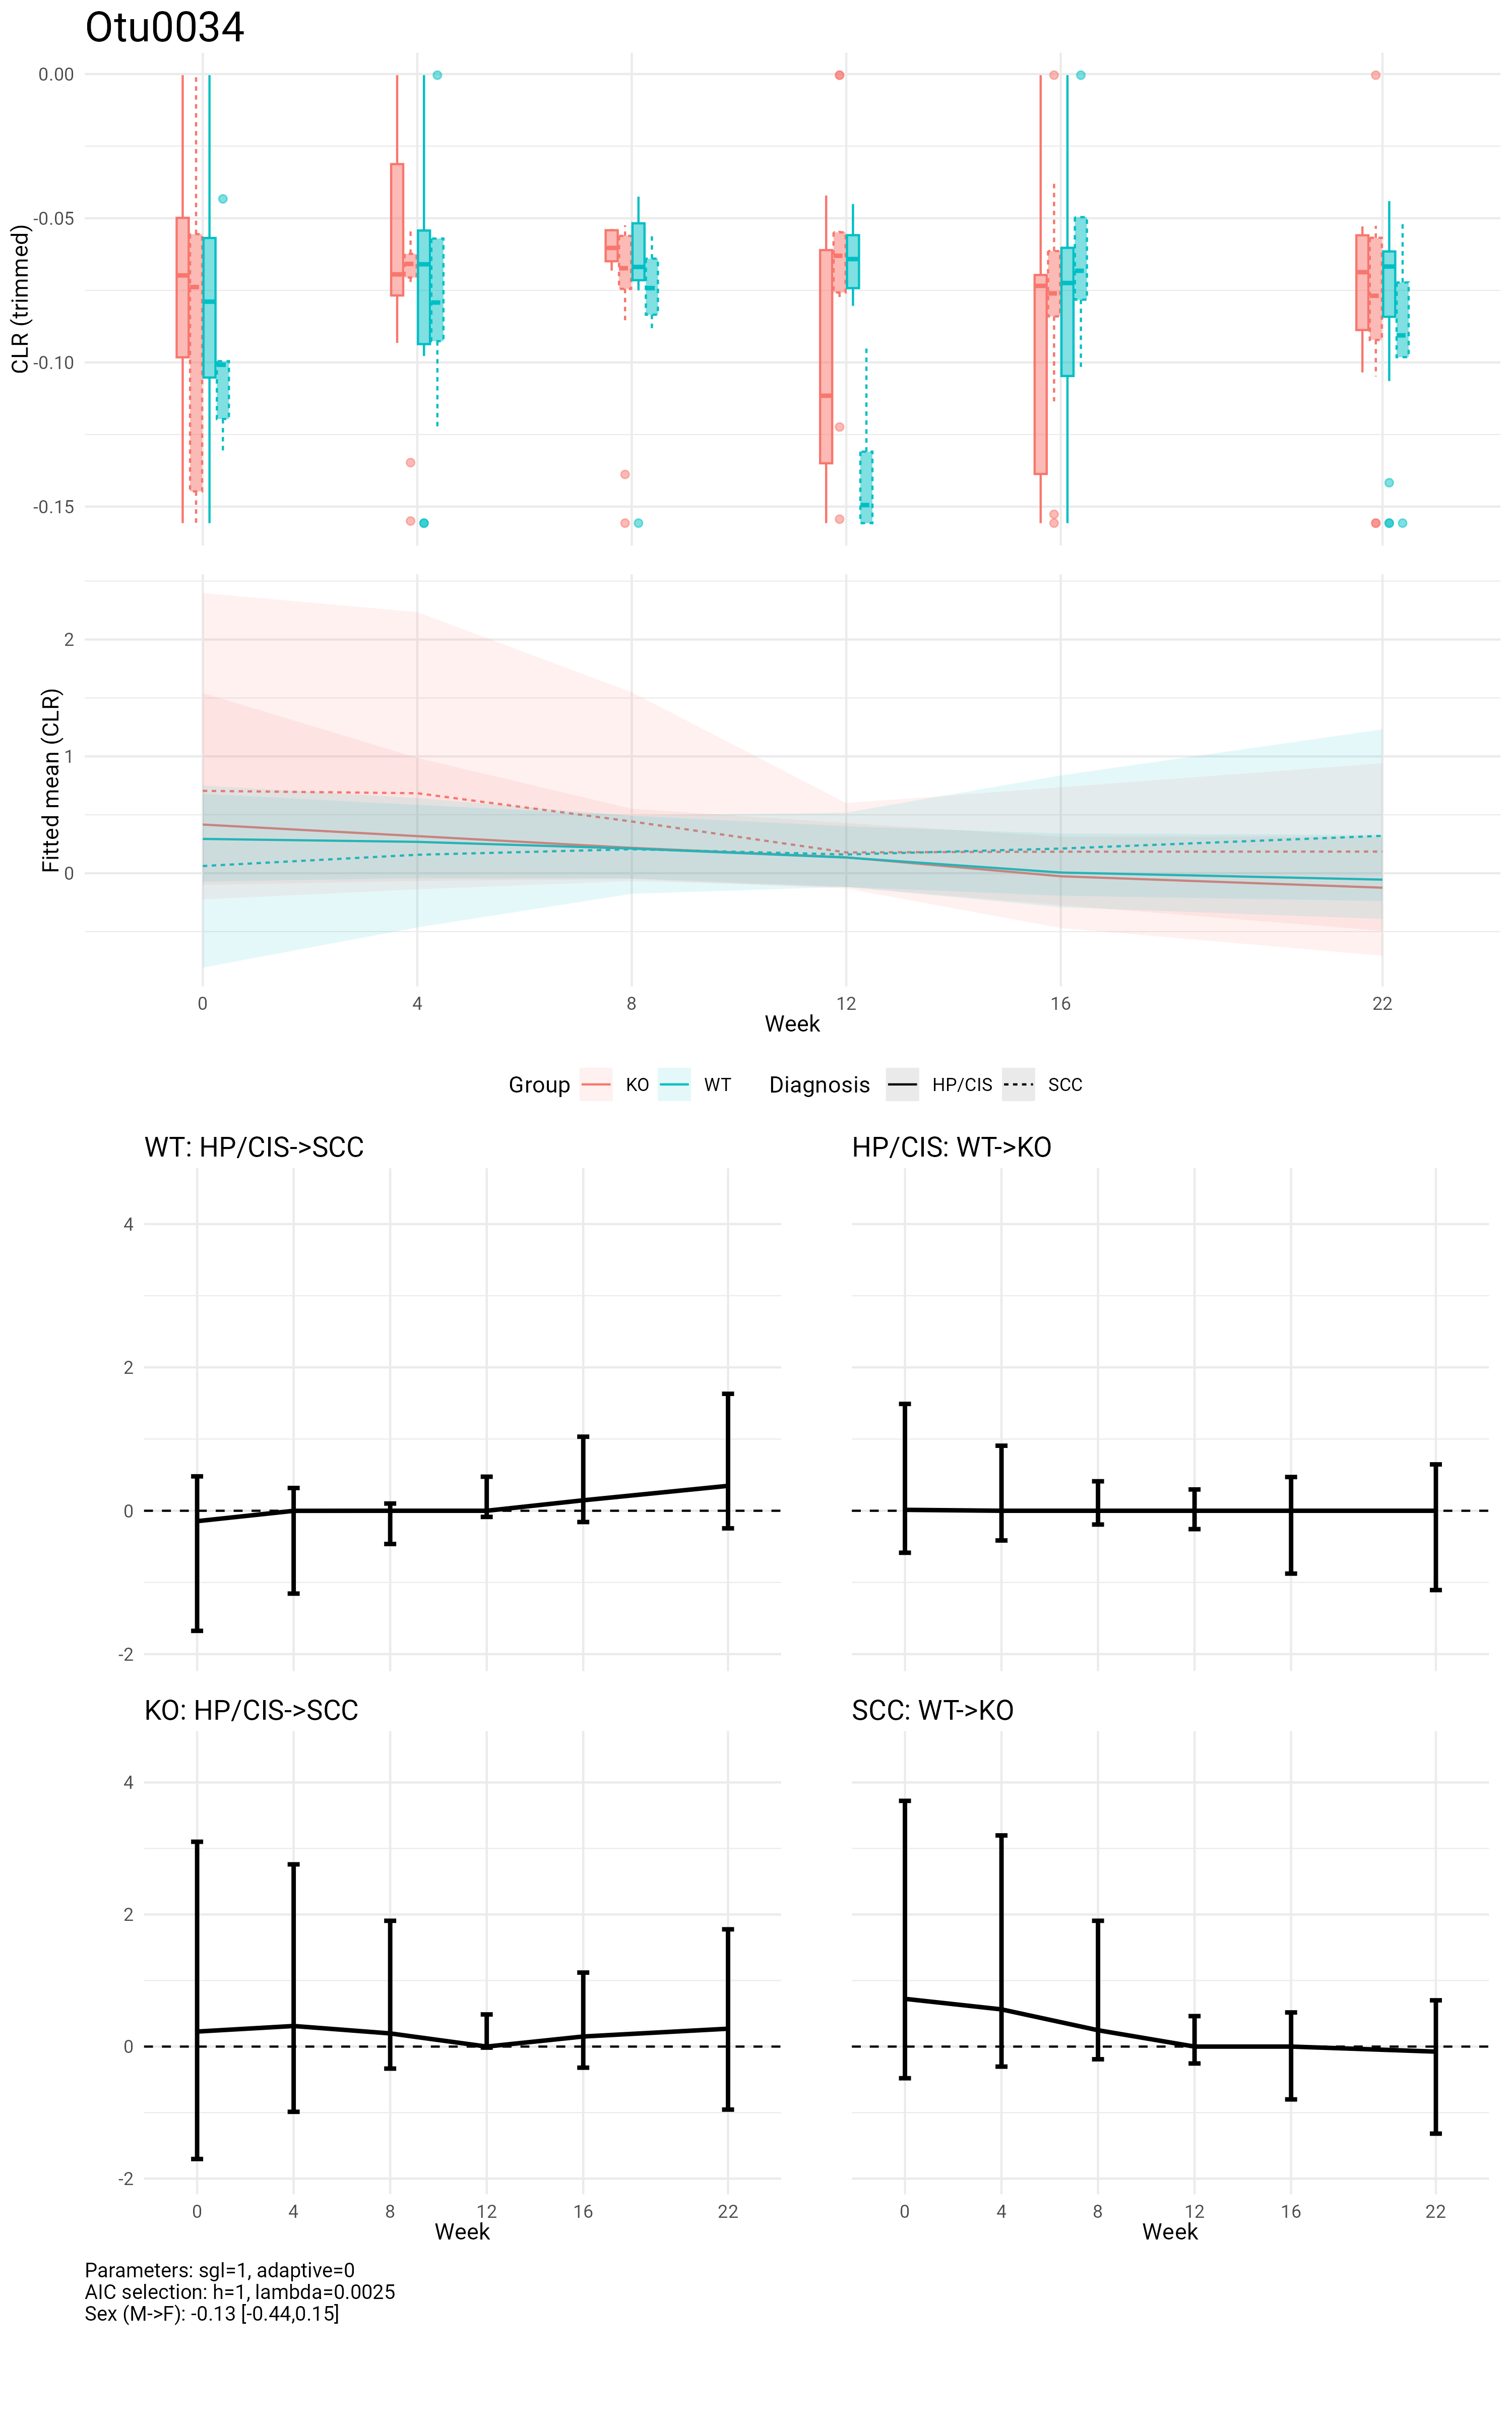 Otu0034
CLR (trimmed)
0.00
-0.05
-0.10
-0.15
Fitted mean (CLR)
2
1
0
0 4 8 12 16 22
Week
Group KO WT Diagnosis HP/CIS SCC
WT: HP/CIS->SCC HP/CIS: WT->KO
4
2
0
-2
KO: HP/CIS->SCC SCC: WT->KO
4
2
0
-2
0 4 8 12 16 22 0 4 8 12 16 22
Week Week
Parameters: sgl=1, adaptive=0
AIC selection: h=1, lambda=0.0025
Sex (M->F): -0.13 [-0.44,0.15]